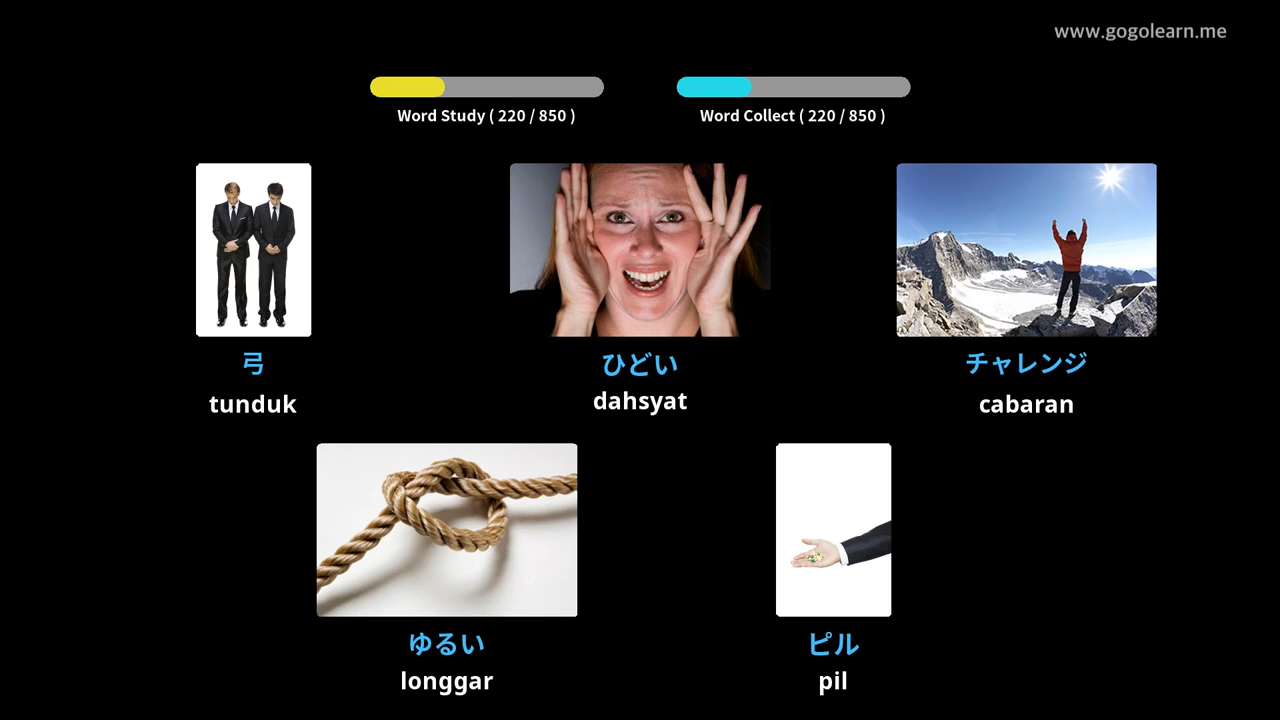 www.gogolearn.me
Word Study ( 220 / 850 )
Word Collect ( 220 / 850 )
弓
tunduk
ひどい
dahsyat
チャレンジ
cabaran
ゆるい
longgar
ピル
pil